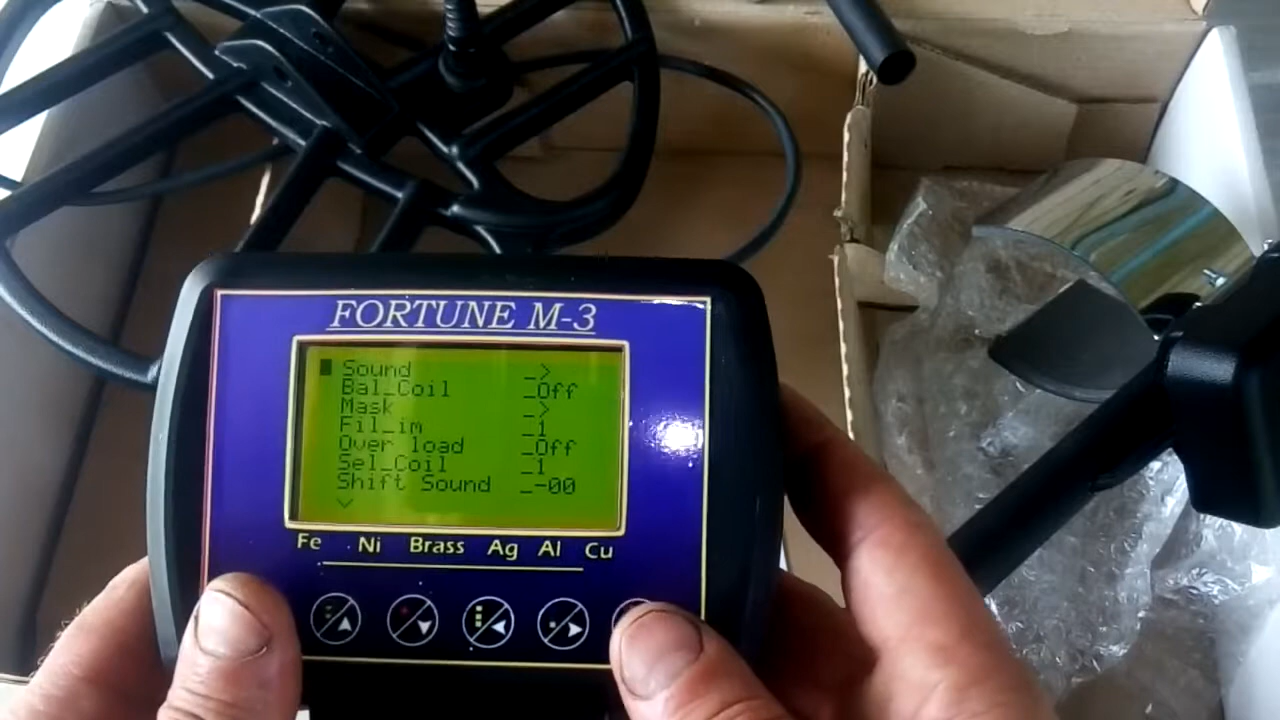 FORTUNE M-3
Sound _>
Bal_Coil _Off
Mask _>
Fil_im _1
Over load _Off
Sel_Coil _1
Shift Sound _-00
Fe Ni Brass Ag Al Cu